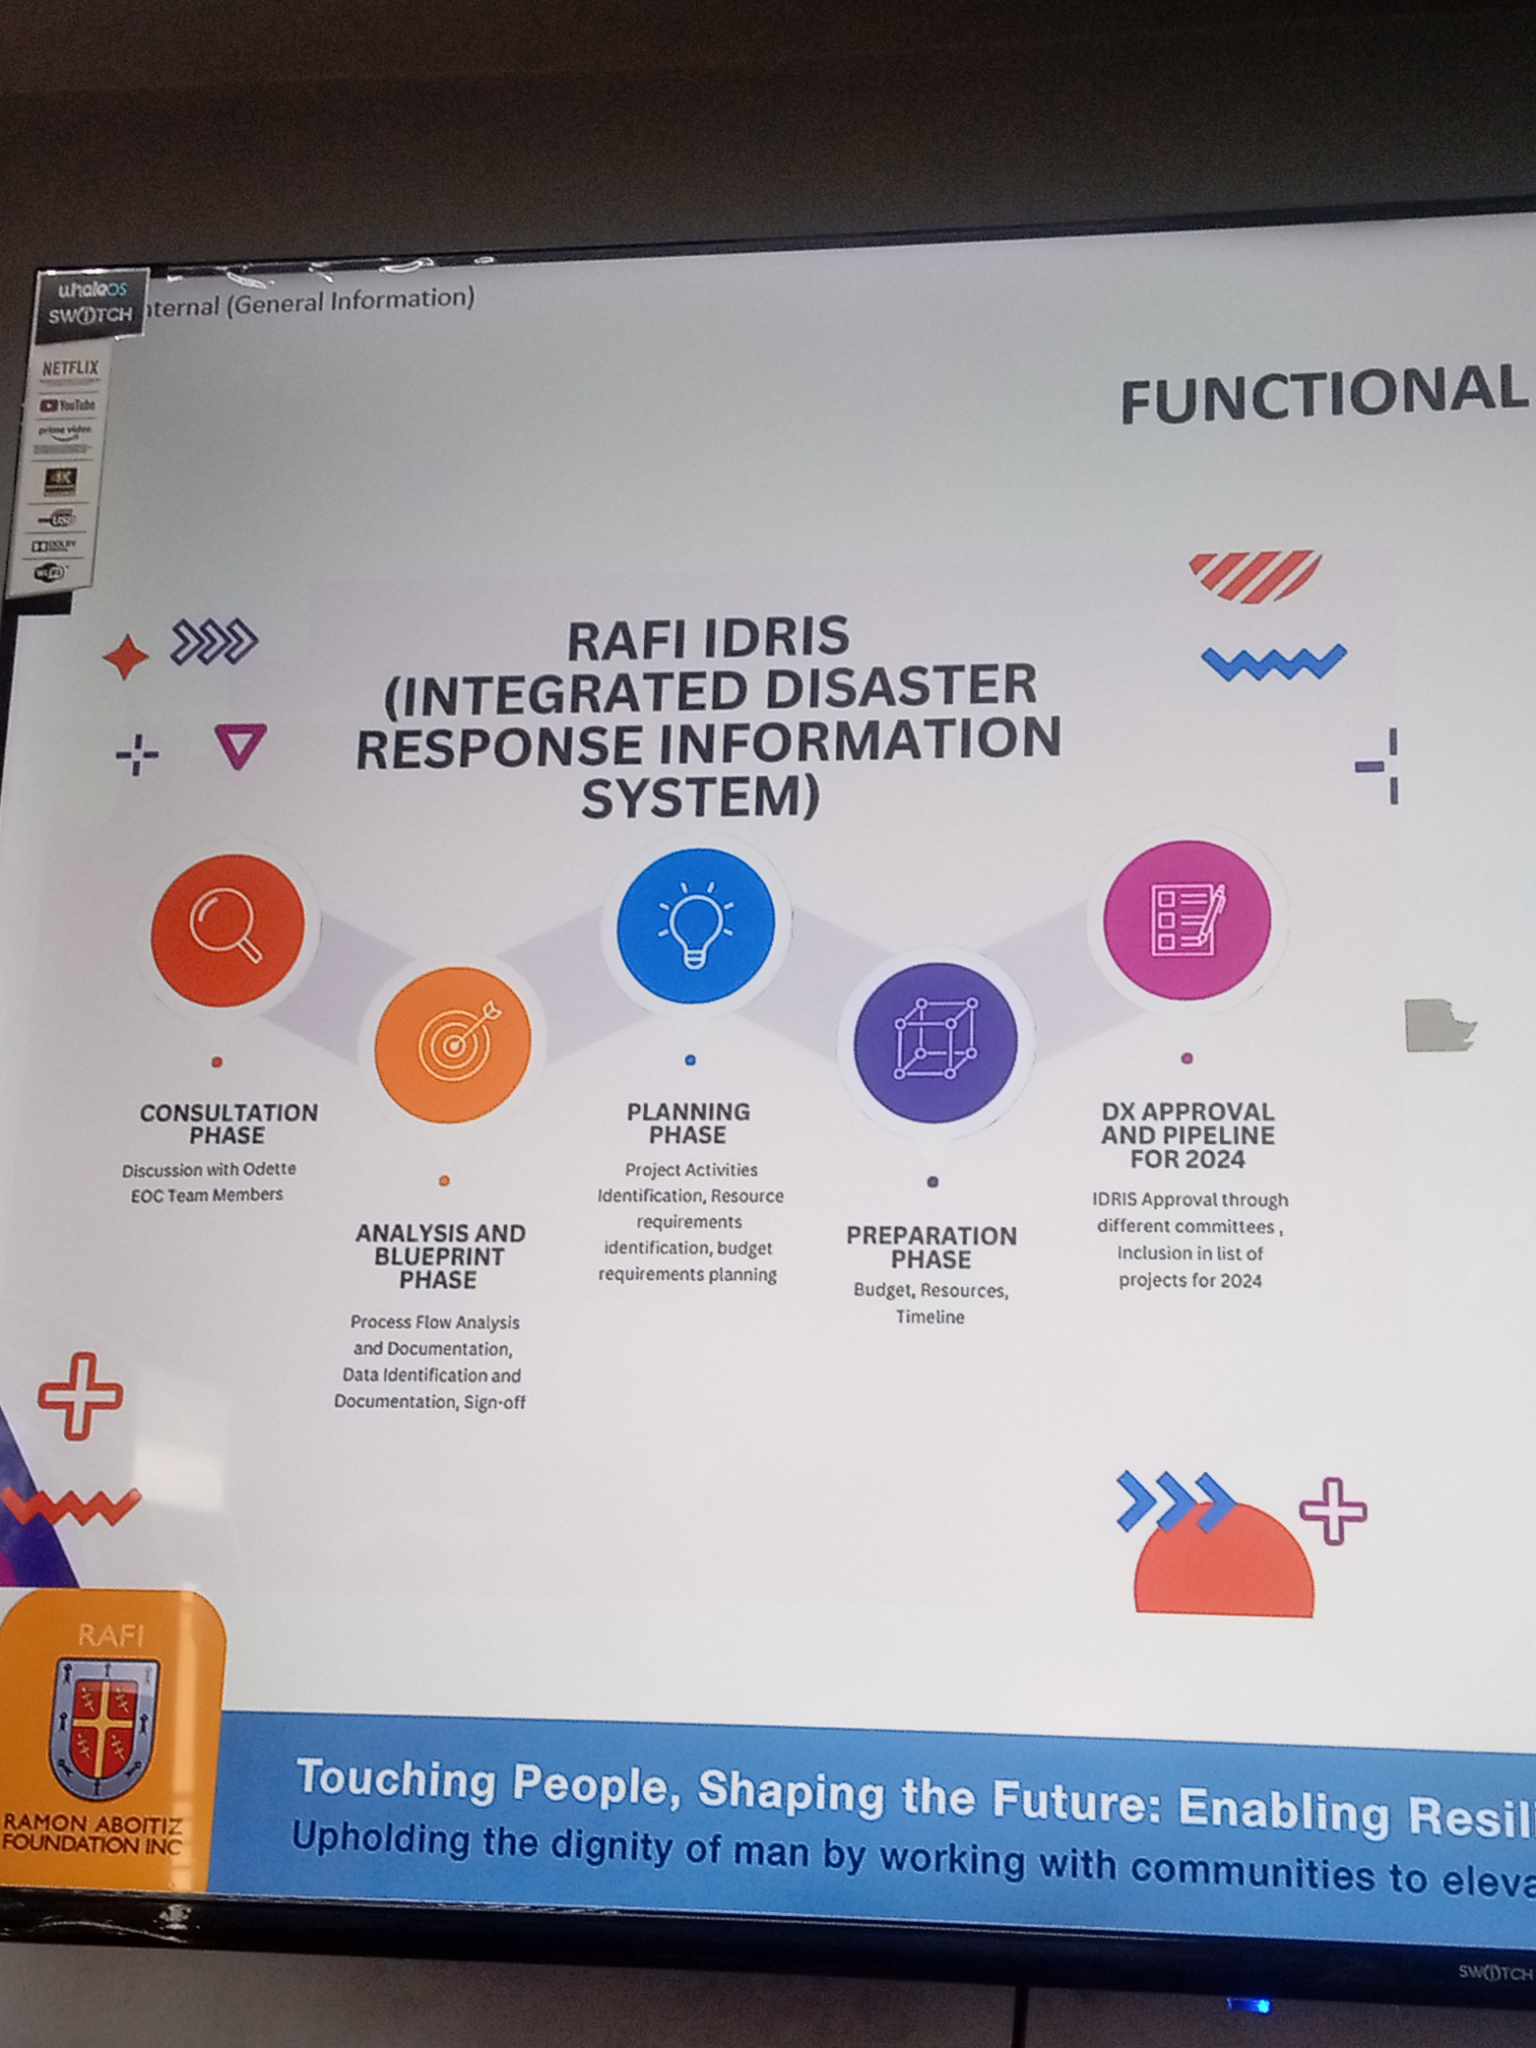 whaleos
SWITCH
nternal (General Information)
NETFLIX
YouTube
prime video
4K
USB
DOLBY
Wi Fi
FUNCTIONAL
RAFI IDRIS
(INTEGRATED DISASTER
RESPONSE INFORMATION
SYSTEM)
CONSULTATION
PHASE
Discussion with Odette
EOC Team Members
ANALYSIS AND
BLUEPRINT
PHASE
Process Flow Analysis
and Documentation,
Data Identification and
Documentation, Sign-off
PLANNING
PHASE
Project Activities
Identification, Resource
requirements
identification, budget
requirements planning
PREPARATION
PHASE
Budget, Resources,
Timeline
DX APPROVAL
AND PIPELINE
FOR 2024
IDRIS Approval through
different committees ,
Inclusion in list of
projects for 2024
RAFI
RAMON ABOITIZ
FOUNDATION INC
Touching People, Shaping the Future: Enabling Resil
Upholding the dignity of man by working with communities to eleva
SWITCH